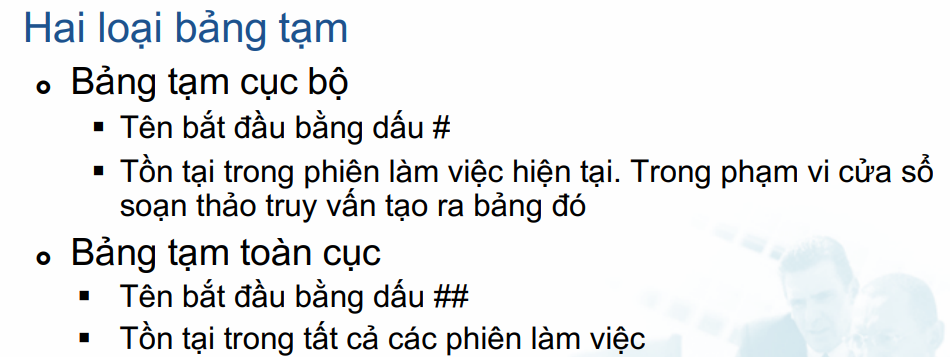 Hai loại bảng tạm
Bảng tạm cục bộ
Tên bắt đầu bằng dấu #
Tồn tại trong phiên làm việc hiện tại. Trong phạm vi cửa sổ
soạn thảo truy vấn tạo ra bảng đó
Bảng tạm toàn cục
Tên bắt đầu bằng dấu ##
Tồn tại trong tất cả các phiên làm việc